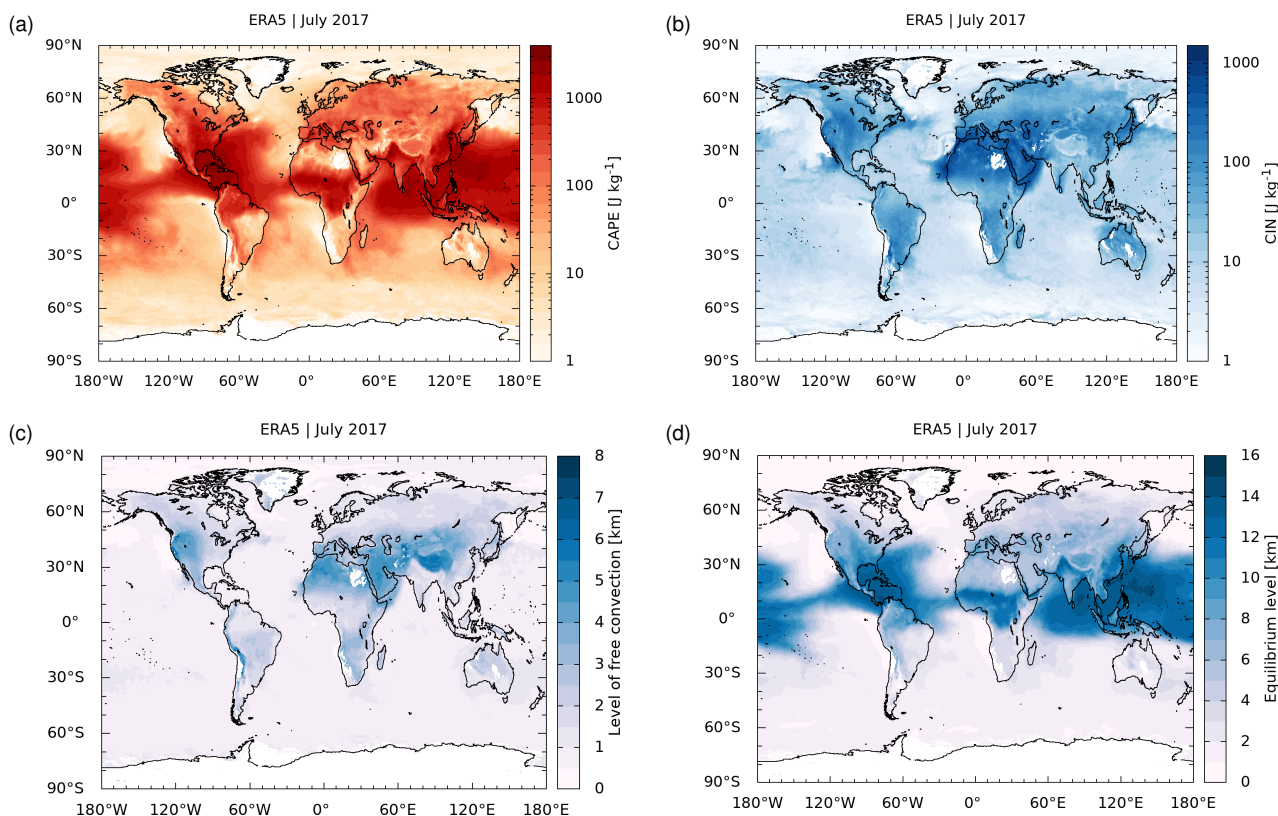 (a)
ERA5 | July 2017
90°N
60°N
30°N
0°
30°S
60°S
90°S
180°W 120°W 60°W 0° 60°E 120°E 180°E
1000
100
10
1
CAPE [J kg⁻¹]
(b)
ERA5 | July 2017
90°N
60°N
30°N
0°
30°S
60°S
90°S
180°W 120°W 60°W 0° 60°E 120°E 180°E
1000
100
10
1
CIN [J kg⁻¹]
(c)
ERA5 | July 2017
90°N
60°N
30°N
0°
30°S
60°S
90°S
180°W 120°W 60°W 0° 60°E 120°E 180°E
8
7
6
5
4
3
2
1
0
Level of free convection [km]
(d)
ERA5 | July 2017
90°N
60°N
30°N
0°
30°S
60°S
90°S
180°W 120°W 60°W 0° 60°E 120°E 180°E
16
14
12
10
8
6
4
2
0
Equilibrium level [km]